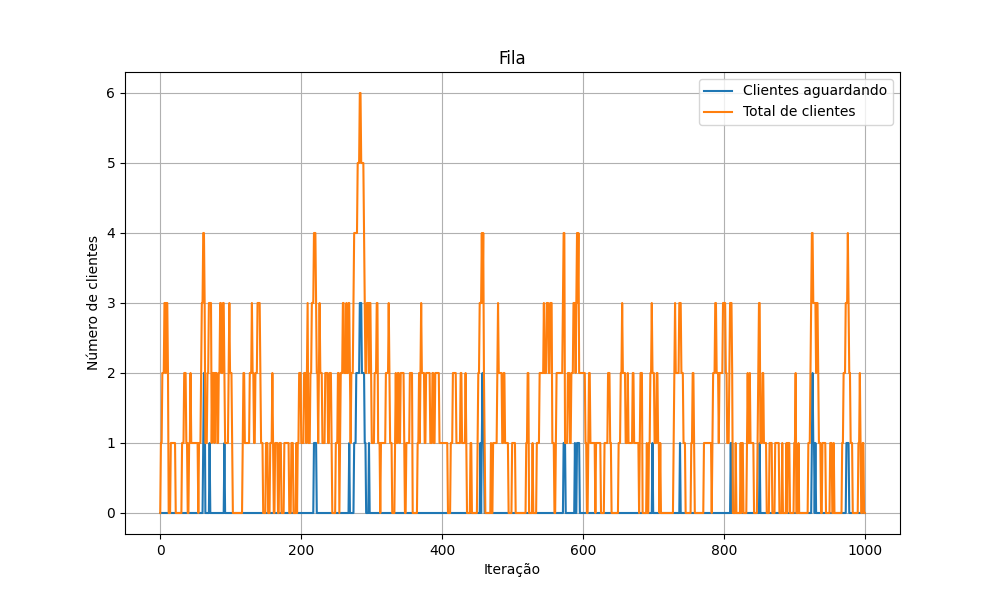 Fila
Clientes aguardando
Total de clientes
Número de clientes
6
5
4
3
2
1
0
0 200 400 600 800 1000
Iteração